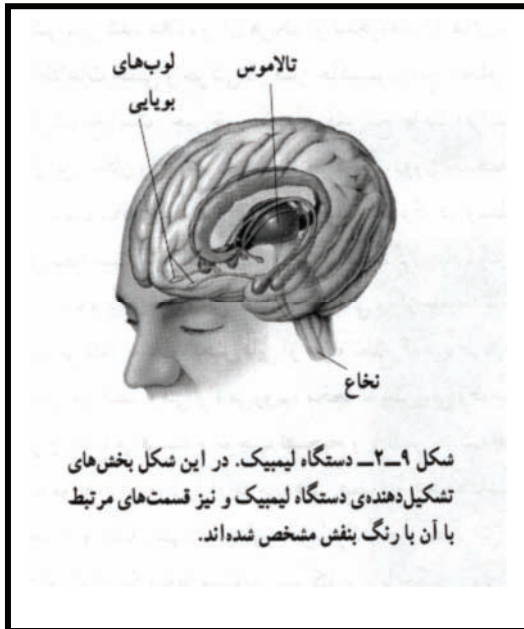 تالاموس
لوب‌های
بویایی
نخاع
شکل ۹ــ۲ــ دستگاه لیمبیک. در این شکل بخش‌های
تشکیل‌دهنده‌ی دستگاه لیمبیک و نیز قسمت‌های مرتبط
با آن با رنگ بنفش مشخص شده‌اند.